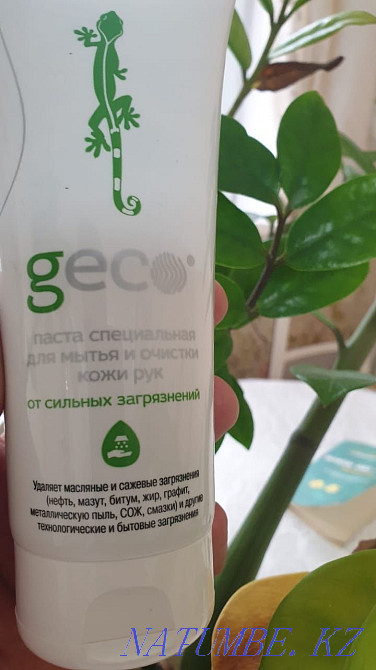 geco
паста специальная
для мытья и очистки
кожи рук
от сильных загрязнений
Удаляет масляные и сажевые загрязнения
(нефть, мазут, битум, жир, графит,
металлическую пыль, СОЖ, смазки) и другие
технологические и бытовые загрязнения
NATUMBE. KZ